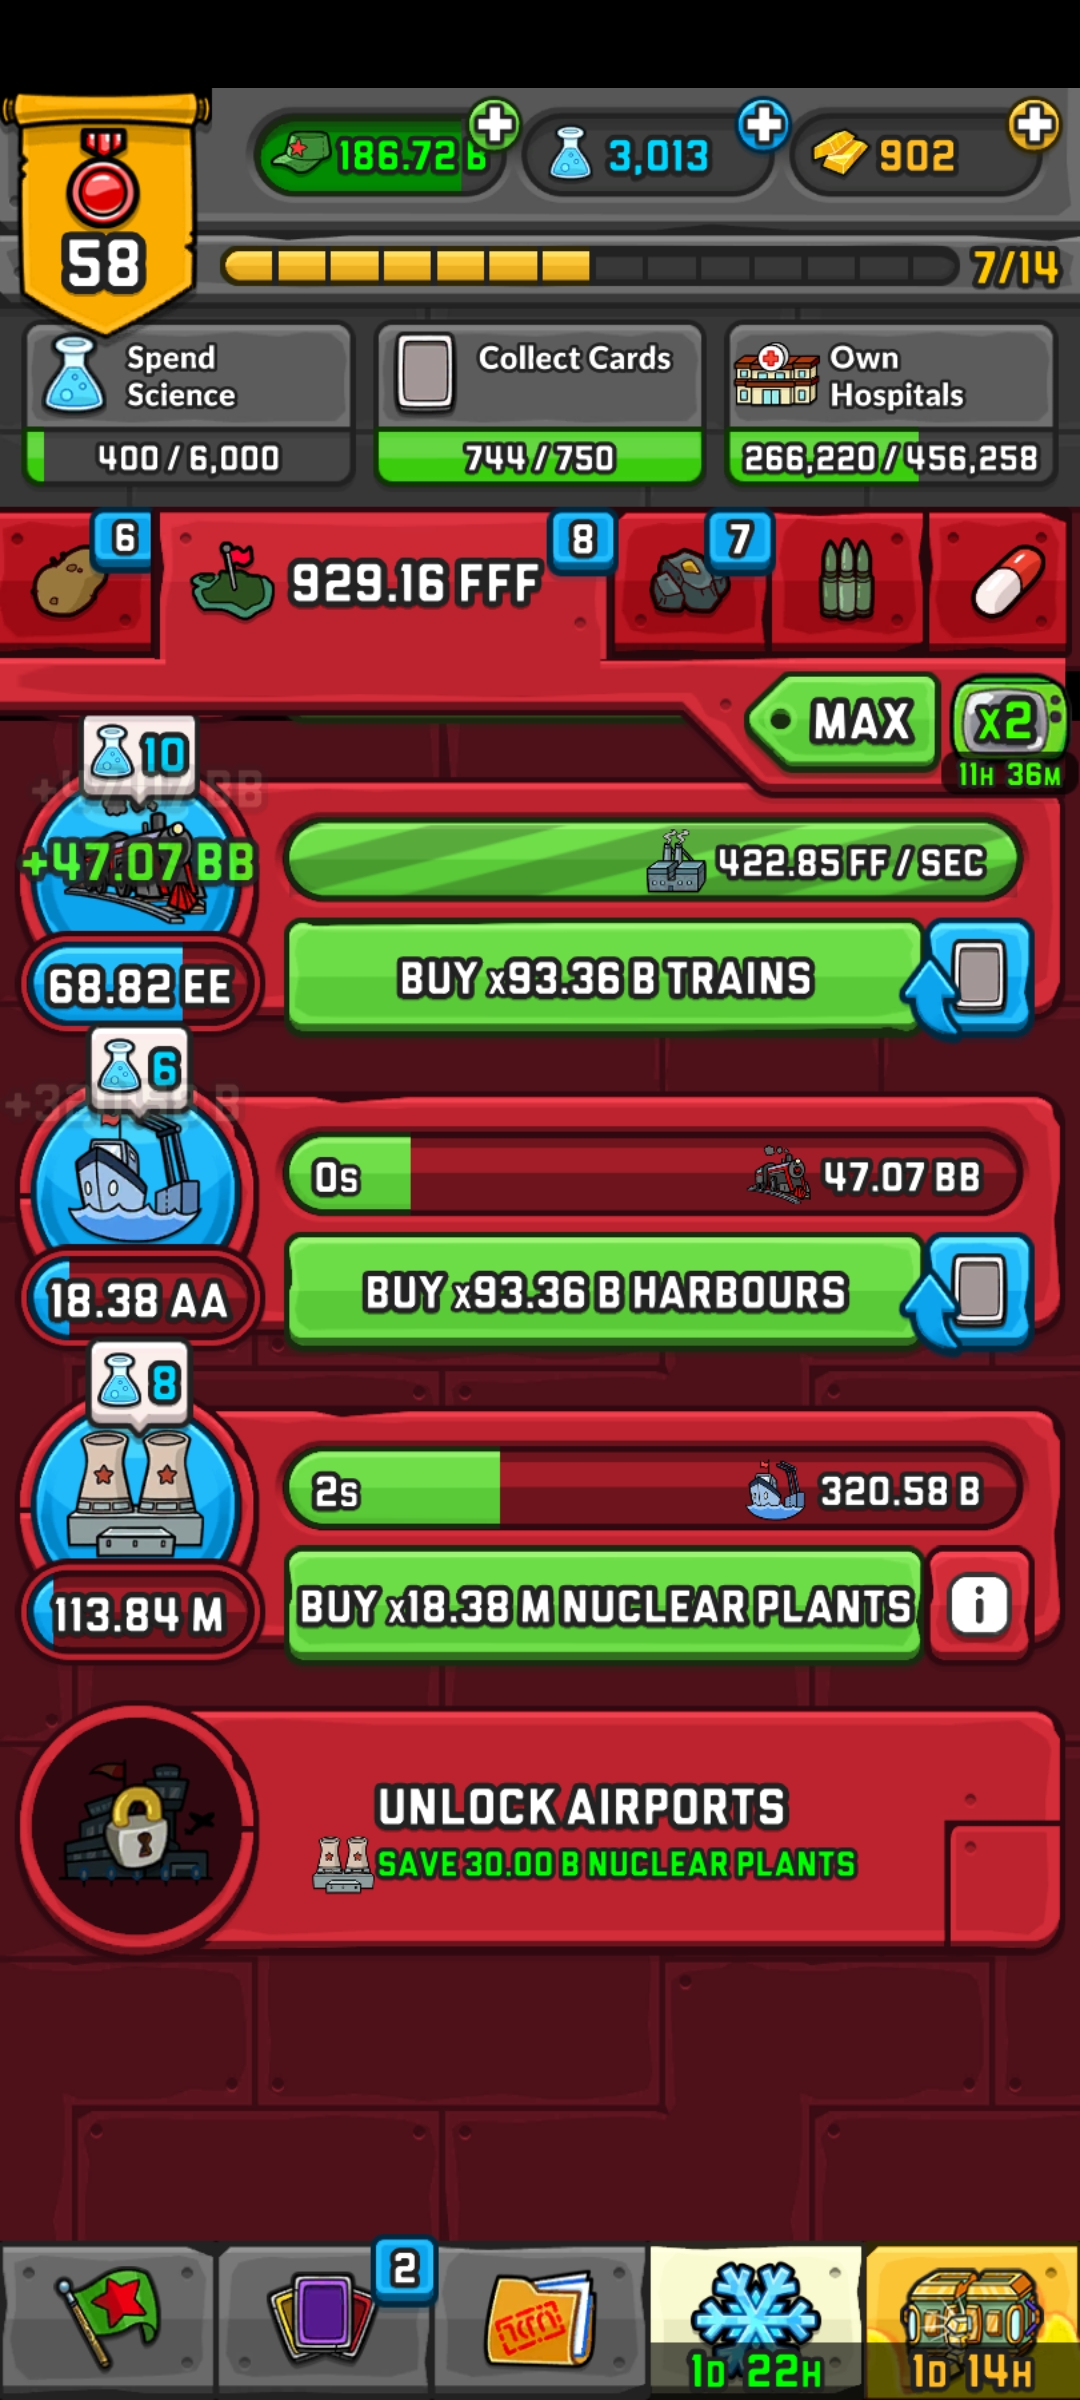 186.72 B
3,013
902
58
7/14
Spend
Science
400 / 6,000
Collect Cards
744 / 750
Own
Hospitals
266,220 / 456,258
6
929.16 FFF
8
7
MAX
x2
11H 36M
10
+47.07 BB
422.85 FF / SEC
68.82 EE
BUY x93.36 B TRAINS
6
0s
47.07 BB
18.38 AA
BUY x93.36 B HARBOURS
8
2s
320.58 B
113.84 M
BUY x18.38 M NUCLEAR PLANTS
i
UNLOCK AIRPORTS
SAVE 30.00 B NUCLEAR PLANTS
2
1D 22H
1D 14H